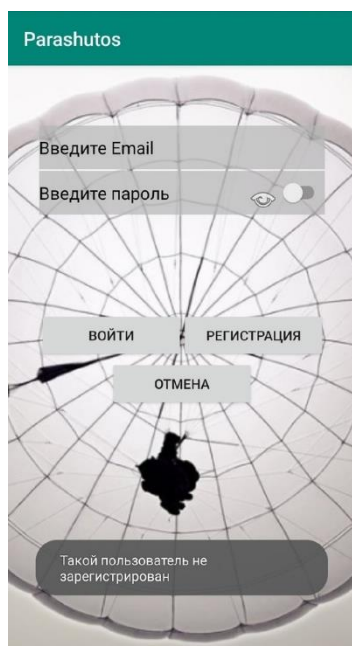 Parashutos
Введите Email
Введите пароль
ВОЙТИ
РЕГИСТРАЦИЯ
ОТМЕНА
Такой пользователь не
зарегистрирован